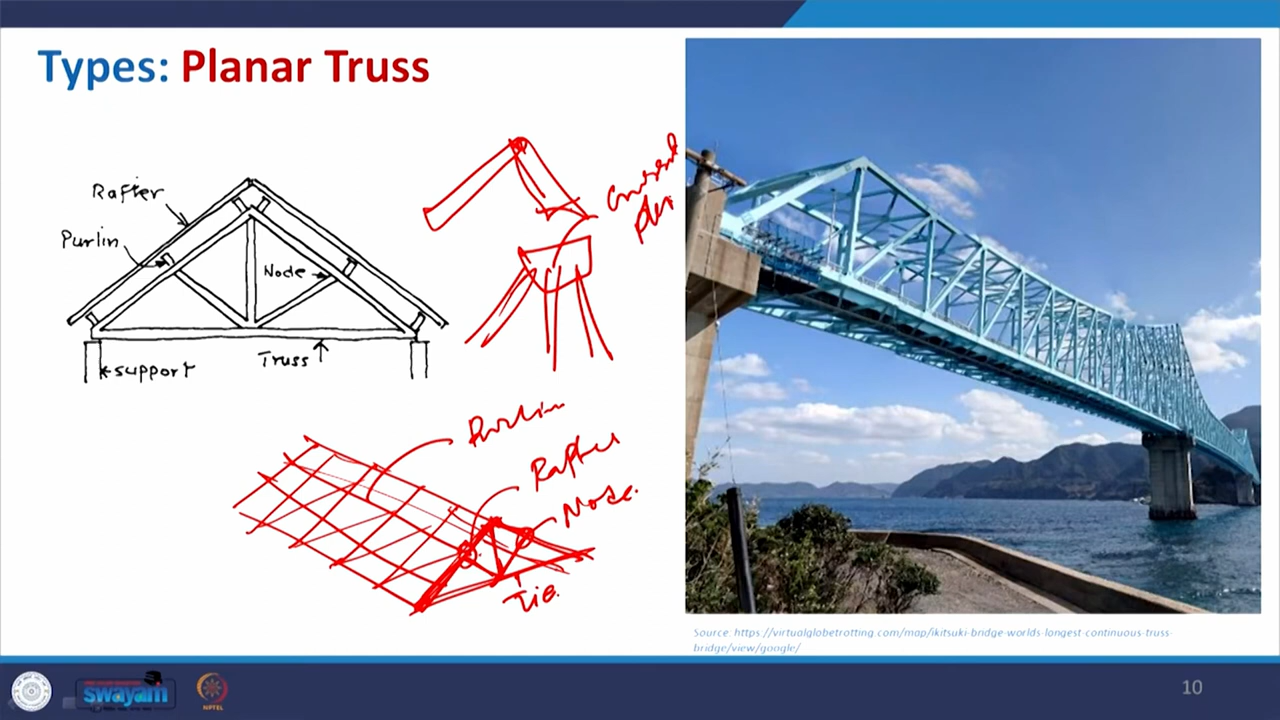 Types: Planar Truss
Rafter
Purlin
Node
Truss
support
Purlin
Rafter
Node.
Tie.
Source: https://virtualglobetrotting.com/map/ikitsuki-bridge-worlds-longest-continuous-truss-
bridge/view/google/
swayam
NPTEL
10